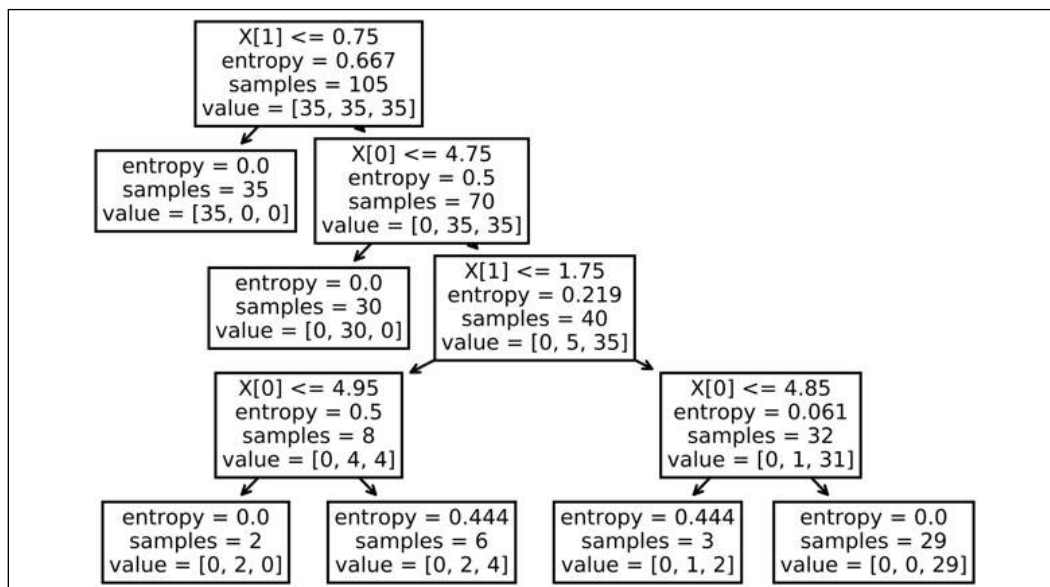 X[1] <= 0.75
entropy = 0.667
samples = 105
value = [35, 35, 35]
entropy = 0.0
samples = 35
value = [35, 0, 0]
X[0] <= 4.75
entropy = 0.5
samples = 70
value = [0, 35, 35]
entropy = 0.0
samples = 30
value = [0, 30, 0]
X[1] <= 1.75
entropy = 0.219
samples = 40
value = [0, 5, 35]
X[0] <= 4.95
entropy = 0.5
samples = 8
value = [0, 4, 4]
X[0] <= 4.85
entropy = 0.061
samples = 32
value = [0, 1, 31]
entropy = 0.0
samples = 2
value = [0, 2, 0]
entropy = 0.444
samples = 6
value = [0, 2, 4]
entropy = 0.444
samples = 3
value = [0, 1, 2]
entropy = 0.0
samples = 29
value = [0, 0, 29]